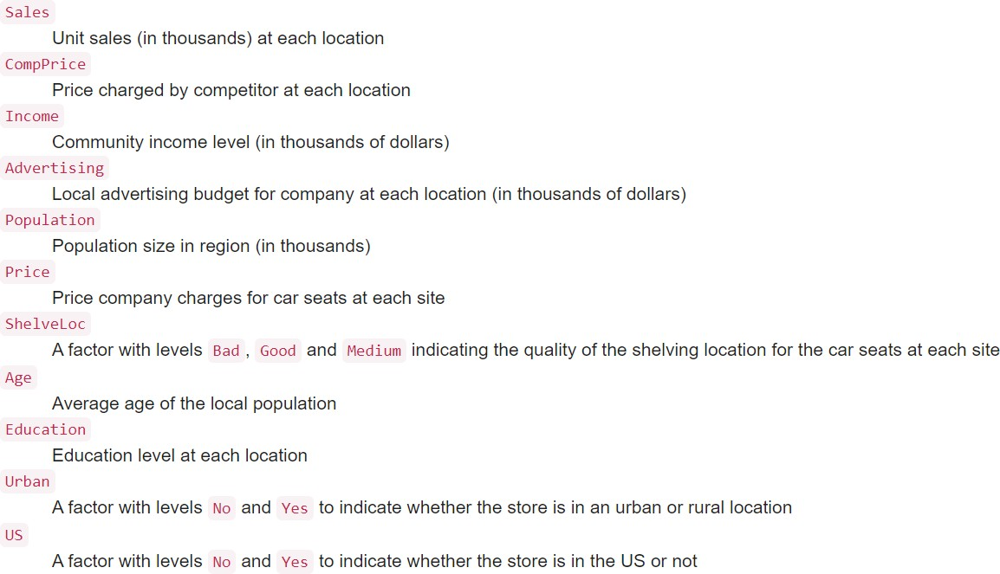 Sales
Unit sales (in thousands) at each location
CompPrice
Price charged by competitor at each location
Income
Community income level (in thousands of dollars)
Advertising
Local advertising budget for company at each location (in thousands of dollars)
Population
Population size in region (in thousands)
Price
Price company charges for car seats at each site
ShelveLoc
A factor with levels Bad, Good and Medium indicating the quality of the shelving location for the car seats at each site
Age
Average age of the local population
Education
Education level at each location
Urban
A factor with levels No and Yes to indicate whether the store is in an urban or rural location
US
A factor with levels No and Yes to indicate whether the store is in the US or not